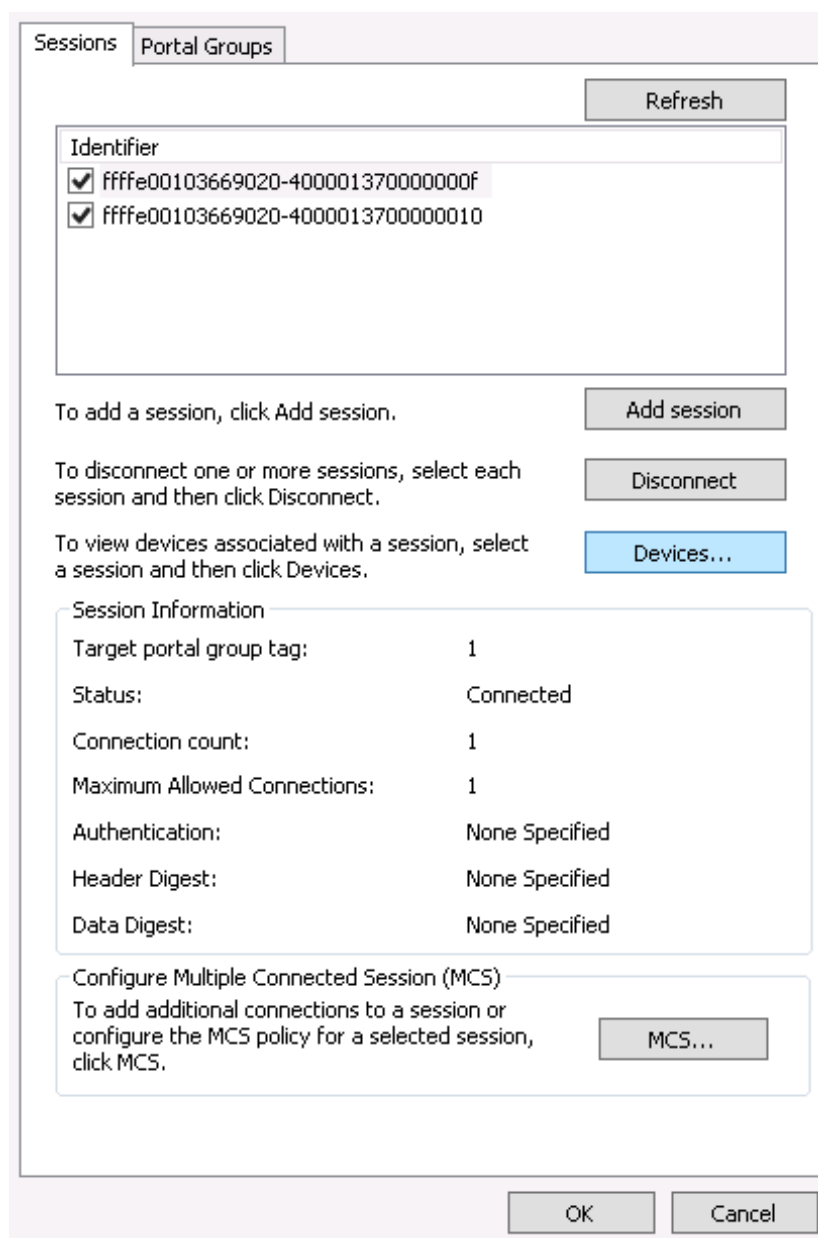 Sessions
Portal Groups
Refresh
Identifier
ffffe00103669020-400001370000000f
ffffe00103669020-4000013700000010
To add a session, click Add session.
Add session
To disconnect one or more sessions, select each
session and then click Disconnect.
Disconnect
To view devices associated with a session, select
a session and then click Devices.
Devices...
Session Information
Target portal group tag: 1
Status: Connected
Connection count: 1
Maximum Allowed Connections: 1
Authentication: None Specified
Header Digest: None Specified
Data Digest: None Specified
Configure Multiple Connected Session (MCS)
To add additional connections to a session or
configure the MCS policy for a selected session,
click MCS.
MCS...
OK
Cancel